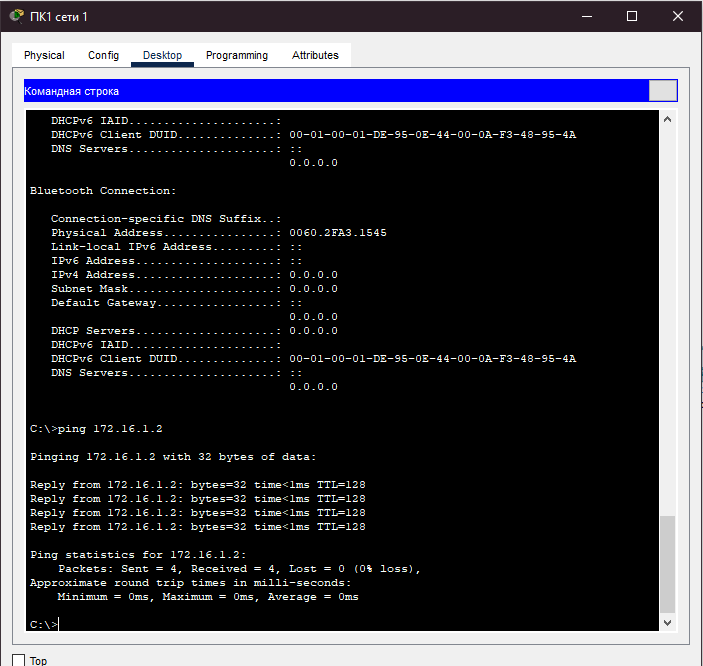 ПК1 сети 1
Physical Config Desktop Programming Attributes
Командная строка
DHCPv6 IAID.....................:
DHCPv6 Client DUID..............: 00-01-00-01-DE-95-0E-44-00-0A-F3-48-95-4A
DNS Servers.....................: ::
0.0.0.0
Bluetooth Connection:
Connection-specific DNS Suffix..:
Physical Address................: 0060.2FA3.1545
Link-local IPv6 Address.........: ::
IPv6 Address....................: ::
IPv4 Address....................: 0.0.0.0
Subnet Mask.....................: 0.0.0.0
Default Gateway.................: ::
0.0.0.0
DHCP Servers....................: 0.0.0.0
DHCPv6 IAID.....................:
DHCPv6 Client DUID..............: 00-01-00-01-DE-95-0E-44-00-0A-F3-48-95-4A
DNS Servers.....................: ::
0.0.0.0
C:\>ping 172.16.1.2
Pinging 172.16.1.2 with 32 bytes of data:
Reply from 172.16.1.2: bytes=32 time<1ms TTL=128
Reply from 172.16.1.2: bytes=32 time<1ms TTL=128
Reply from 172.16.1.2: bytes=32 time<1ms TTL=128
Reply from 172.16.1.2: bytes=32 time<1ms TTL=128
Ping statistics for 172.16.1.2:
Packets: Sent = 4, Received = 4, Lost = 0 (0% loss),
Approximate round trip times in milli-seconds:
Minimum = 0ms, Maximum = 0ms, Average = 0ms
C:\>
Top